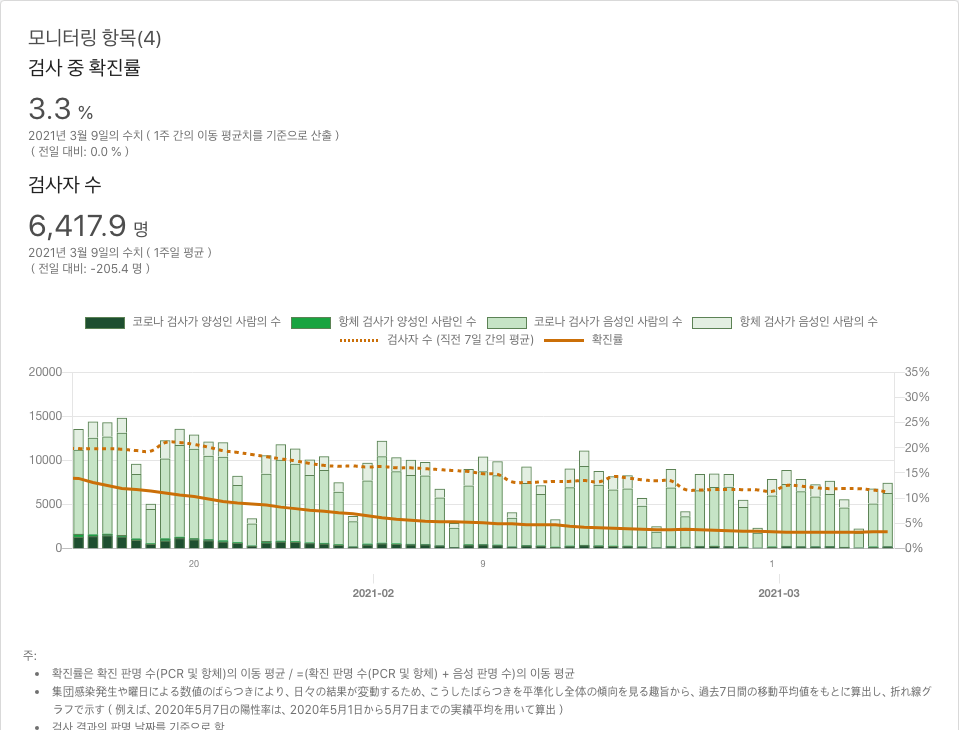 모니터링 항목(4)
검사 중 확진률
3.3 %
2021년 3월 9일의 수치 ( 1주 간의 이동 평균치를 기준으로 산출 )
( 전일 대비: 0.0 % )
검사자 수
6,417.9 명
2021년 3월 9일의 수치 ( 1주일 평균 )
( 전일 대비: -205.4 명 )
코로나 검사가 양성인 사람의 수 항체 검사가 양성인 사람인 수 코로나 검사가 음성인 사람의 수 항체 검사가 음성인 사람의 수
검사자 수 (직전 7일 간의 평균) 확진률
20000 35%
30%
15000 25%
20%
10000 15%
5000 10%
5%
0 0%
20 9 1
2021-02 2021-03
주:
확진률은 확진 판명 수(PCR 및 항체)의 이동 평균 / =(확진 판명 수(PCR 및 항체) + 음성 판명 수)의 이동 평균
集団感染発生や曜日による数値のばらつきにより、日々の結果が変動するため、こうしたばらつきを平準化し全体の傾向を見る趣旨から、過去7日間の移動平均値をもとに算出し、折れ線グ
ラフで示す ( 例えば、2020年5月7日の陽性率は、2020年5月1日から5月7日までの実績平均を用いて算出 )
검사 결과의 판명 날짜를 기준으로 함